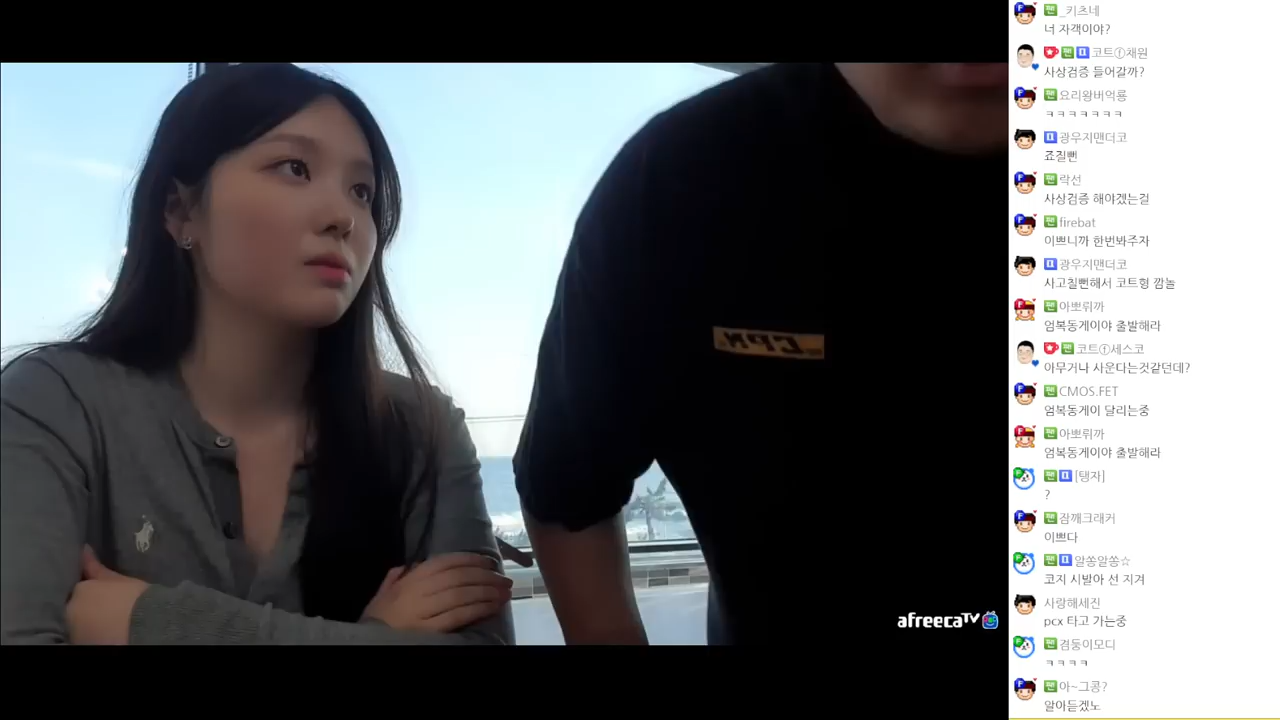 _키츠네
너 자객이야?
코트ⓕ채원
사상검증 들어갈까?
요리왕버억룡
ㅋㅋㅋㅋㅋㅋㅋ
광우지맨더코
죠질뻔
락선
사상검증 해야겠는걸
firebat
이쁘니까 한번봐주자
광우지맨더코
사고칠뻔해서 코트형 깜놀
아뽀뤼까
엄복동게이야 출발해라
코트ⓕ세스코
아무거나 사운다는것같던데?
CMOS.FET
엄복동게이 달리는중
아뽀뤼까
엄복동게이야 출발해라
[탱자]
?
참깨크래커
이쁘다
알쏭알쏭☆
코지 시발아 선 지겨
사랑해세진
pcx 타고 가는중
겸둥이모디
ㅋㅋㅋㅋ
아~그콩?
알아듣겠노
afreecaTV